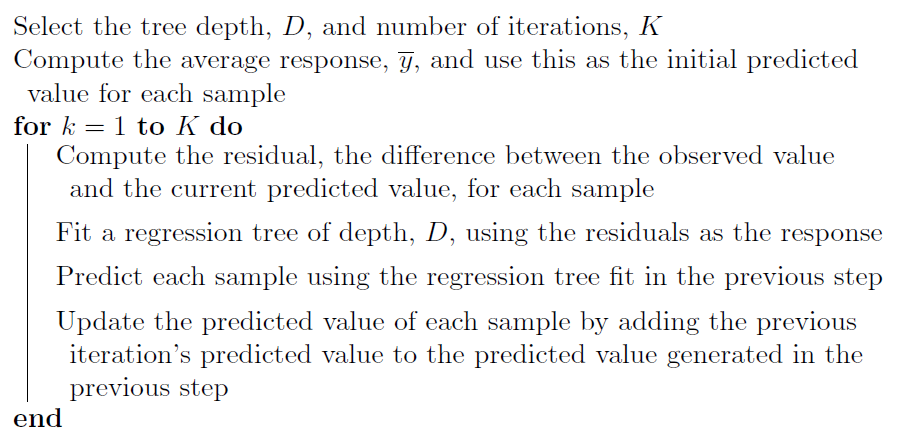 Select the tree depth, D, and number of iterations, K
Compute the average response, y̅, and use this as the initial predicted
value for each sample
for k = 1 to K do
Compute the residual, the difference between the observed value
and the current predicted value, for each sample
Fit a regression tree of depth, D, using the residuals as the response
Predict each sample using the regression tree fit in the previous step
Update the predicted value of each sample by adding the previous
iteration's predicted value to the predicted value generated in the
previous step
end